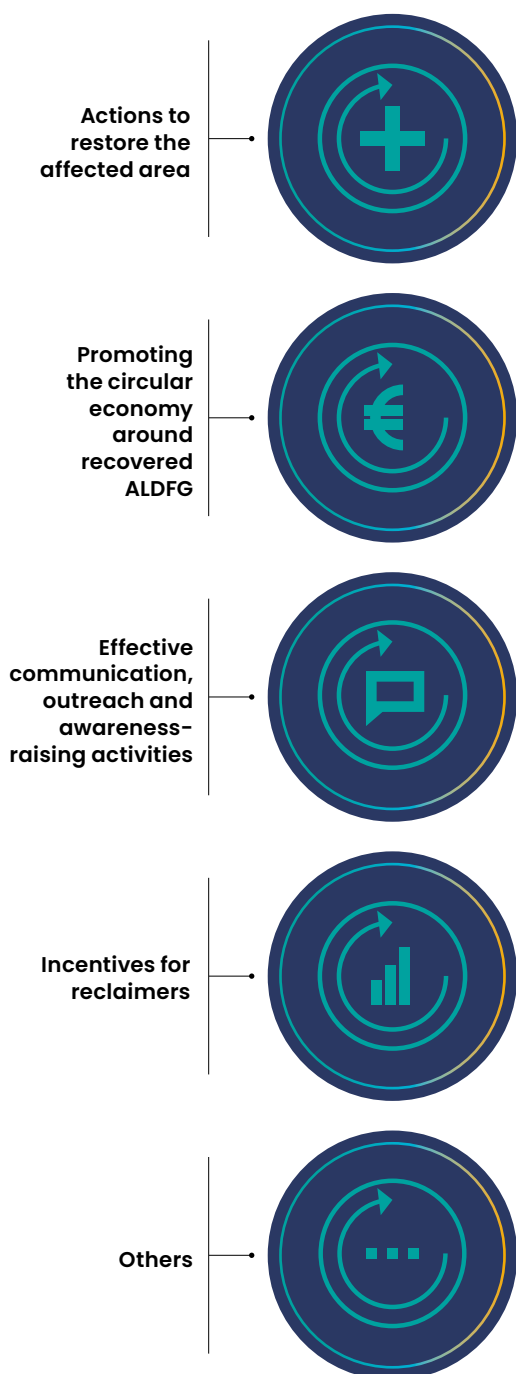 Actions to
restore the
affected area
Promoting
the circular
economy
around
recovered
ALDFG
Effective
communication,
outreach and
awareness-
raising activities
Incentives for
reclaimers
Others